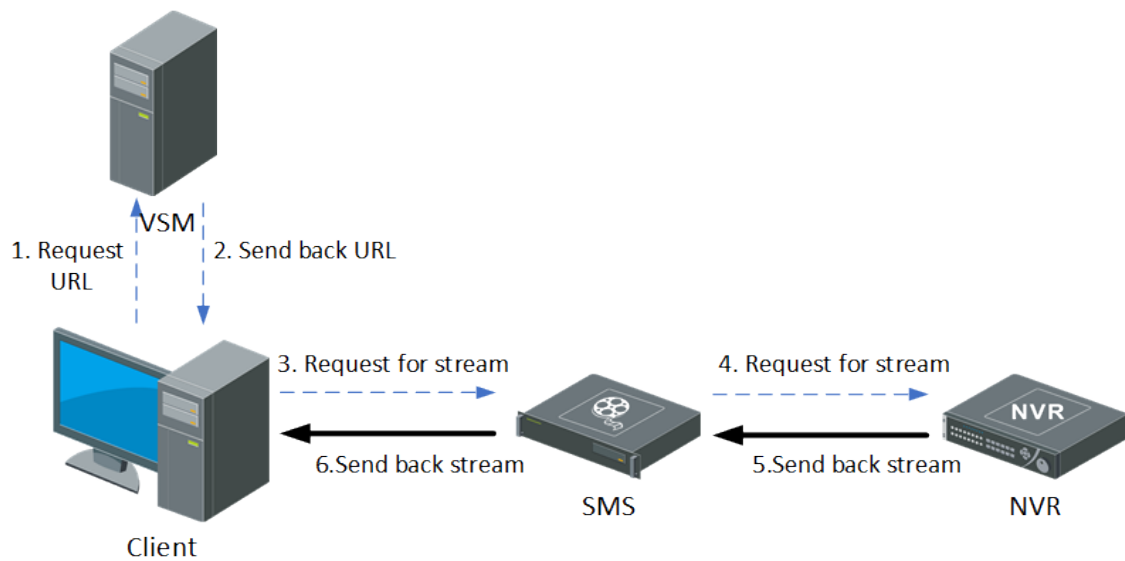 VSM
1. Request
URL
2. Send back URL
3. Request for stream
4. Request for stream
NVR
6.Send back stream
5.Send back stream
SMS
NVR
Client